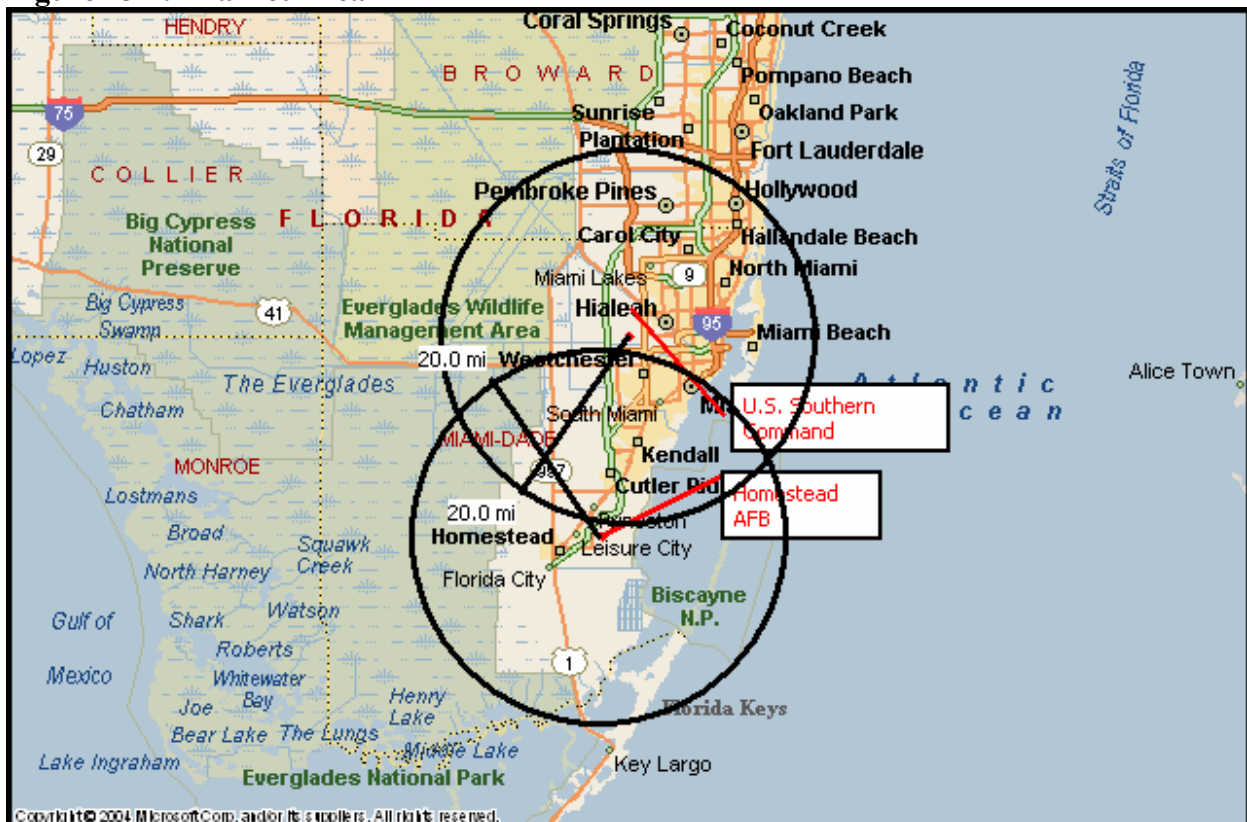 HENDRY
Coral Springs
Coconut Creek
BROWARD
Pompano Beach
75
Sunrise
Oakland Park
29
Plantation
Fort Lauderdale
COLLIER
Pembroke Pines
Hollywood
Big Cypress
National
Preserve
FLORIDA
Carol City
Hallandale Beach
Miami Lakes
9
North Miami
Big Cypress
Swamp
41
Everglades Wildlife
Management Area
Hialeah
95
Miami Beach
Lopez
Huston
20.0 mi
Westchester
Straits of Florida
Alice Town
The Everglades
Atlantic
Chatham
South Miami
U.S. Southern
Command
MIAMI-DADE
MONROE
997
Kendall
Lostmans
Cutler Rid
Homestead
AFB
20.0 mi
Broad
Homestead
Princeton
Squawk
Creek
Leisure City
North Harney
Florida City
Biscayne
N.P.
Gulf of
Mexico
Shark
Watson
Roberts
Whitewater
Bay
1
Joe
Henry
Lake
Florida Keys
Bear Lake
The Lungs
Middle Lake
Lake Ingraham
Everglades National Park
Key Largo
Copyright © 2004 Microsoft Corp. and/or its suppliers. All rights reserved.